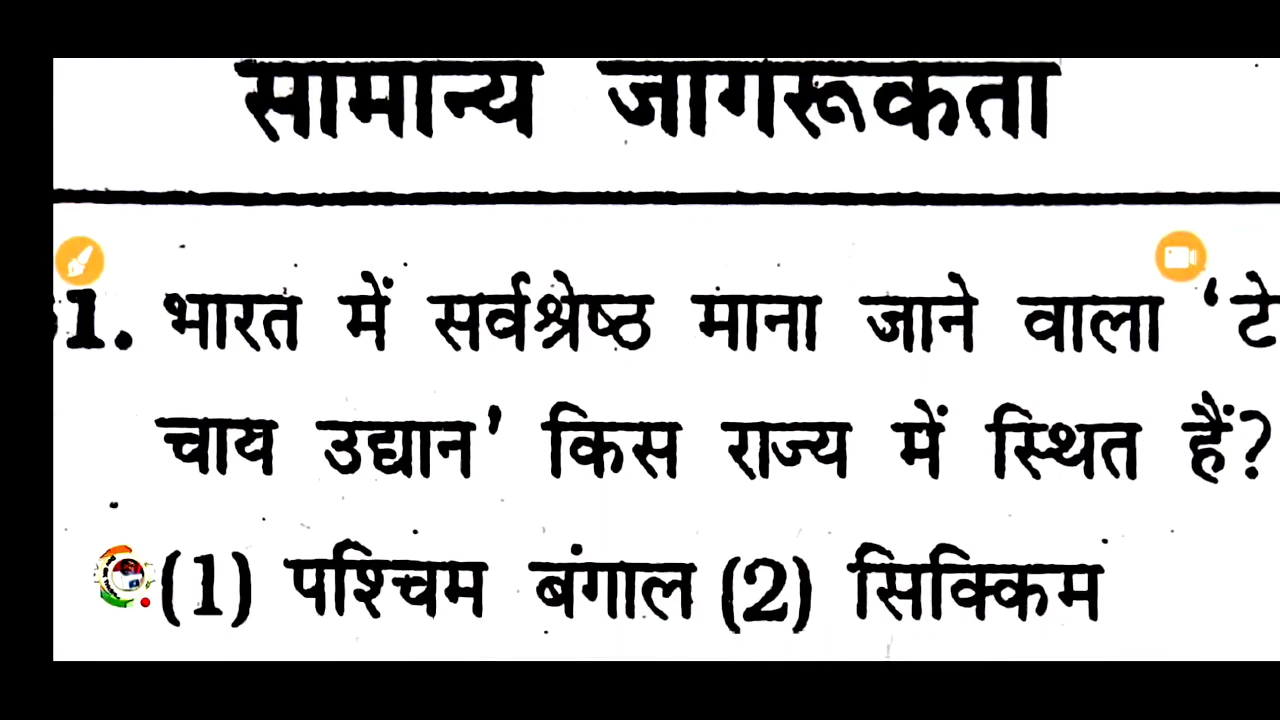 सामान्य जागरूकता
1. भारत में सर्वश्रेष्ठ माना जाने वाला ‘टे
चाय उद्यान’ किस राज्य में स्थित हैं?
(1) पश्चिम बंगाल (2) सिक्किम